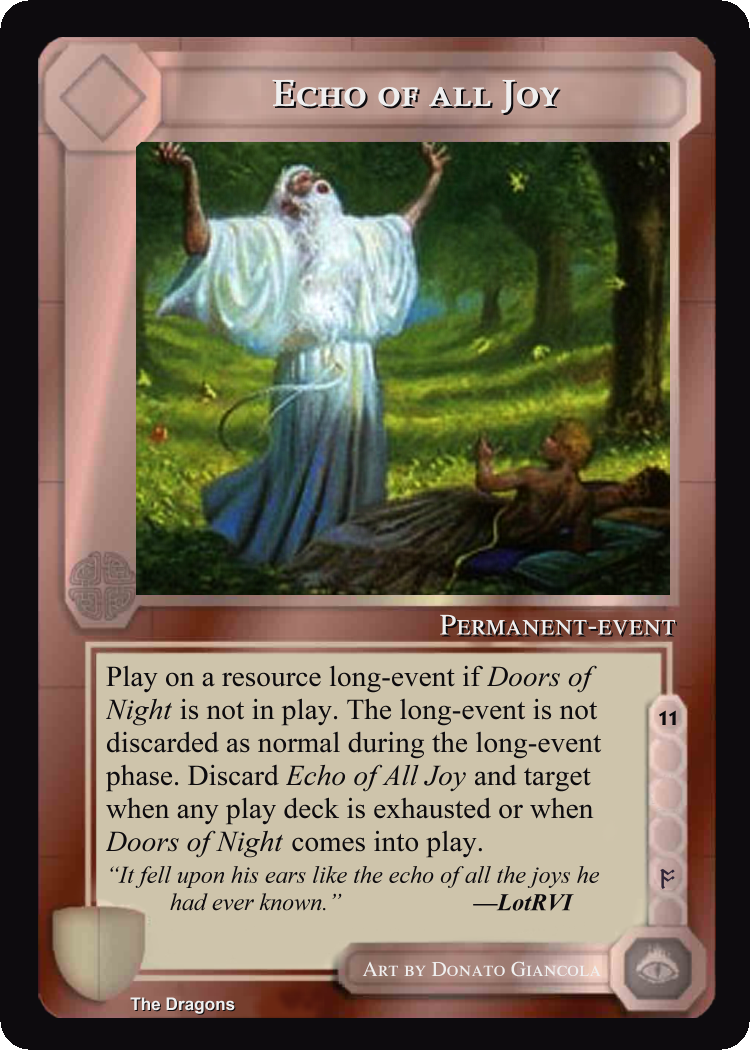 Echo of all Joy
Permanent-event
Play on a resource long-event if Doors of
Night is not in play. The long-event is not
discarded as normal during the long-event
phase. Discard Echo of All Joy and target
when any play deck is exhausted or when
Doors of Night comes into play.
“It fell upon his ears like the echo of all the joys he
had ever known.” —LotRVI
11
Art by Donato Giancola
The Dragons